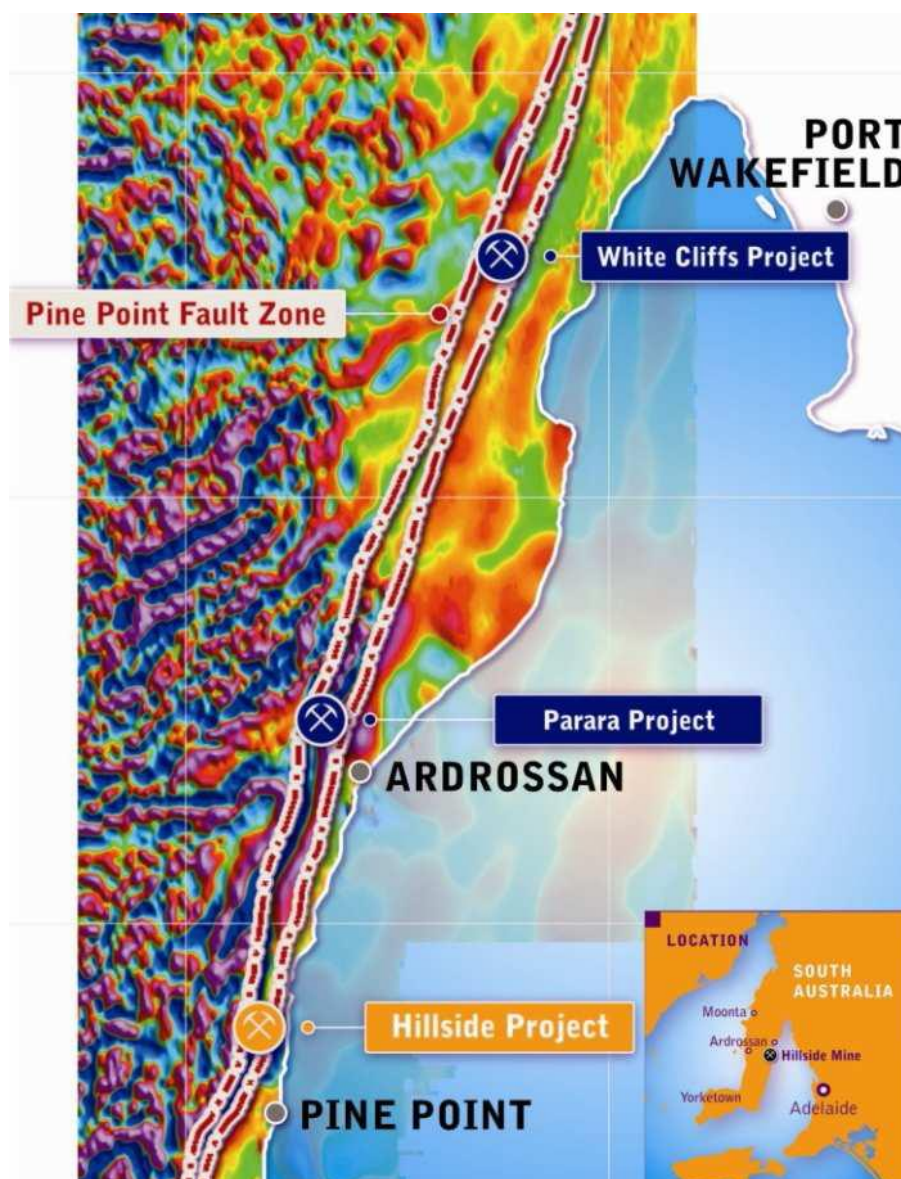 PORT
WAKEFIELD
White Cliffs Project
Pine Point Fault Zone
Parara Project
ARDROSSAN
Hillside Project
PINE POINT
LOCATION
SOUTH
AUSTRALIA
Moonta
Ardrossan
Hillside Mine
Yorketown
Adelaide